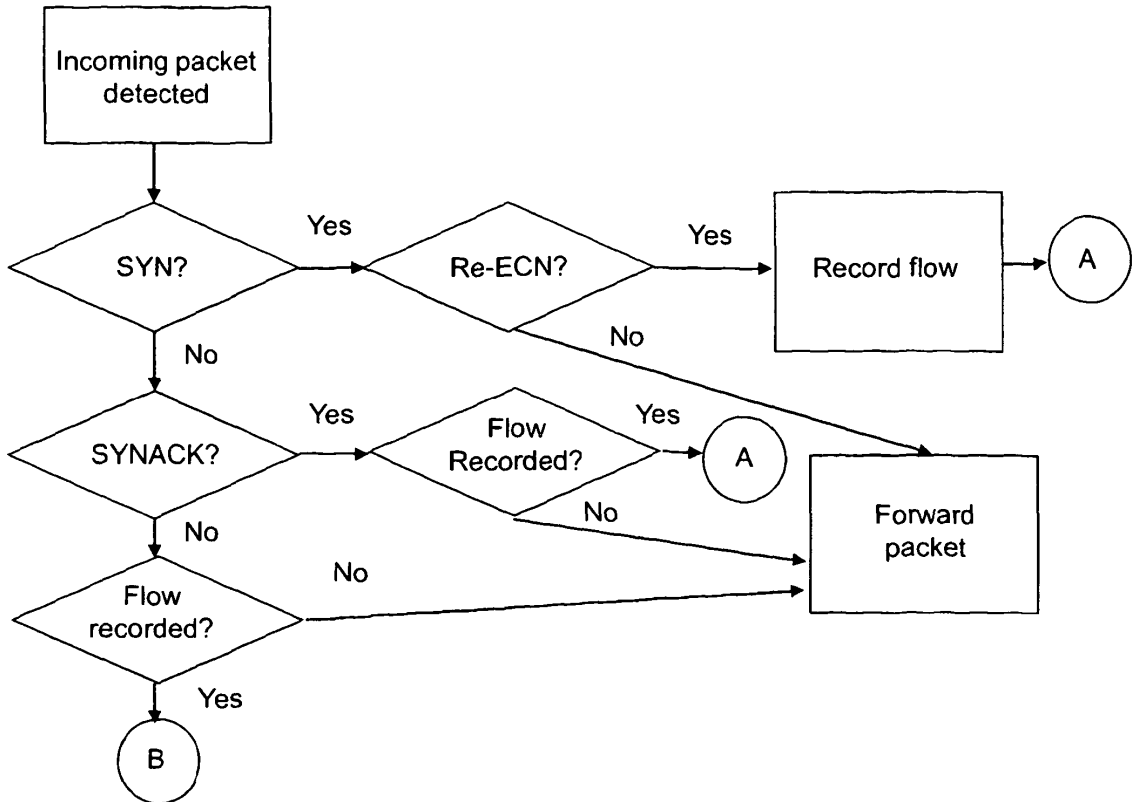 Incoming packet
detected
SYN?
Yes
Re-ECN?
Yes
Record flow
A
No
No
SYNACK?
Yes
Flow
Recorded?
Yes
A
No
No
Forward
packet
Flow
recorded?
No
Yes
B